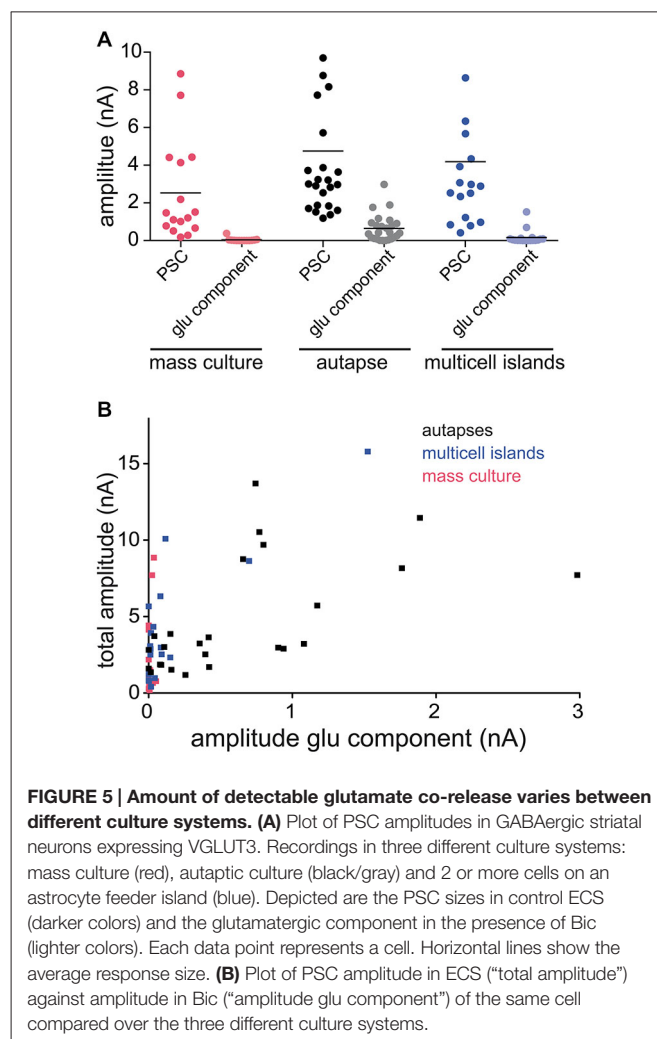 A
10
8
6
4
2
0
ampliltue (nA)
PSC
glu component
PSC
glu component
PSC
glu component
mass culture
autapse
multicell islands
B
autapses
multicell islands
mass culture
15
10
5
0
total amplitude (nA)
0
1
2
3
amplitude glu component (nA)
FIGURE 5 | Amount of detectable glutamate co-release varies between
different culture systems. (A) Plot of PSC amplitudes in GABAergic striatal
neurons expressing VGLUT3. Recordings in three different culture systems:
mass culture (red), autaptic culture (black/gray) and 2 or more cells on an
astrocyte feeder island (blue). Depicted are the PSC sizes in control ECS
(darker colors) and the glutamatergic component in the presence of Bic
(lighter colors). Each data point represents a cell. Horizontal lines show the
average response size. (B) Plot of PSC amplitude in ECS (“total amplitude”)
against amplitude in Bic (“amplitude glu component”) of the same cell
compared over the three different culture systems.